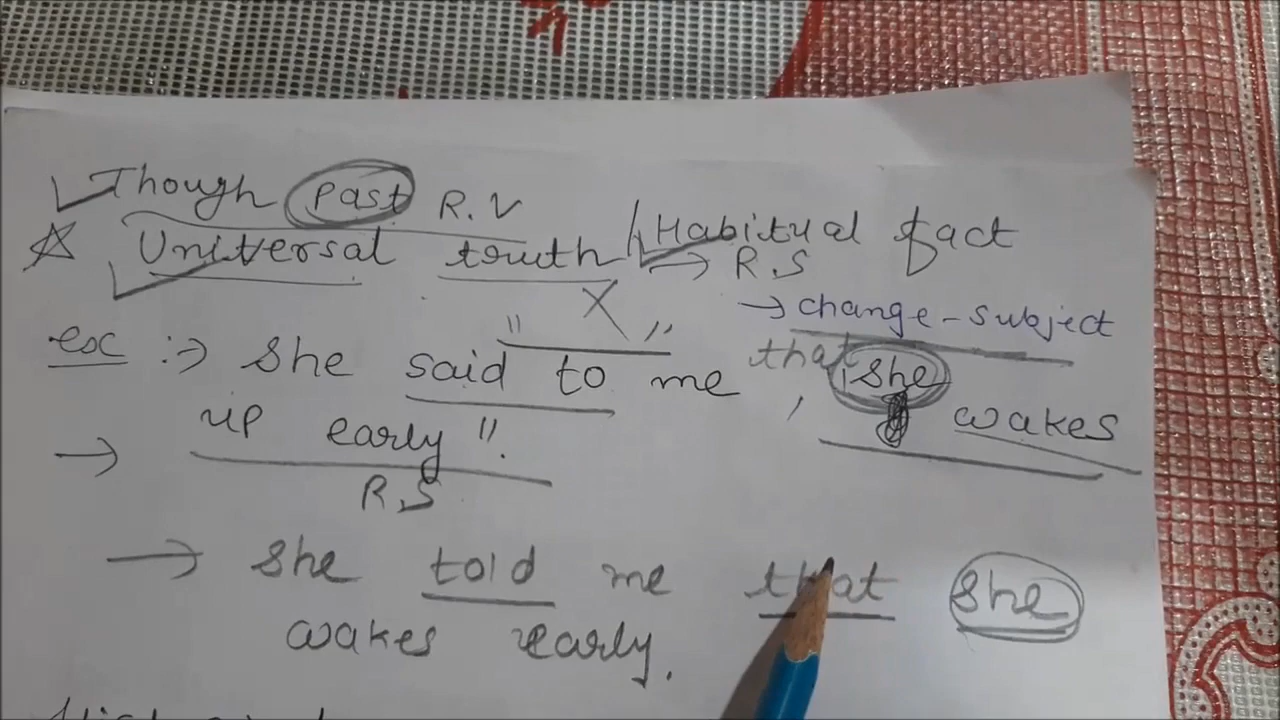 Though Past R.V
☆ Universal truth / Habitual fact
→ R.S
X
→ change-subject
ex :→ She said to me , that "She wakes
→ up early".
R.S
→ She told me that she
wakes early.